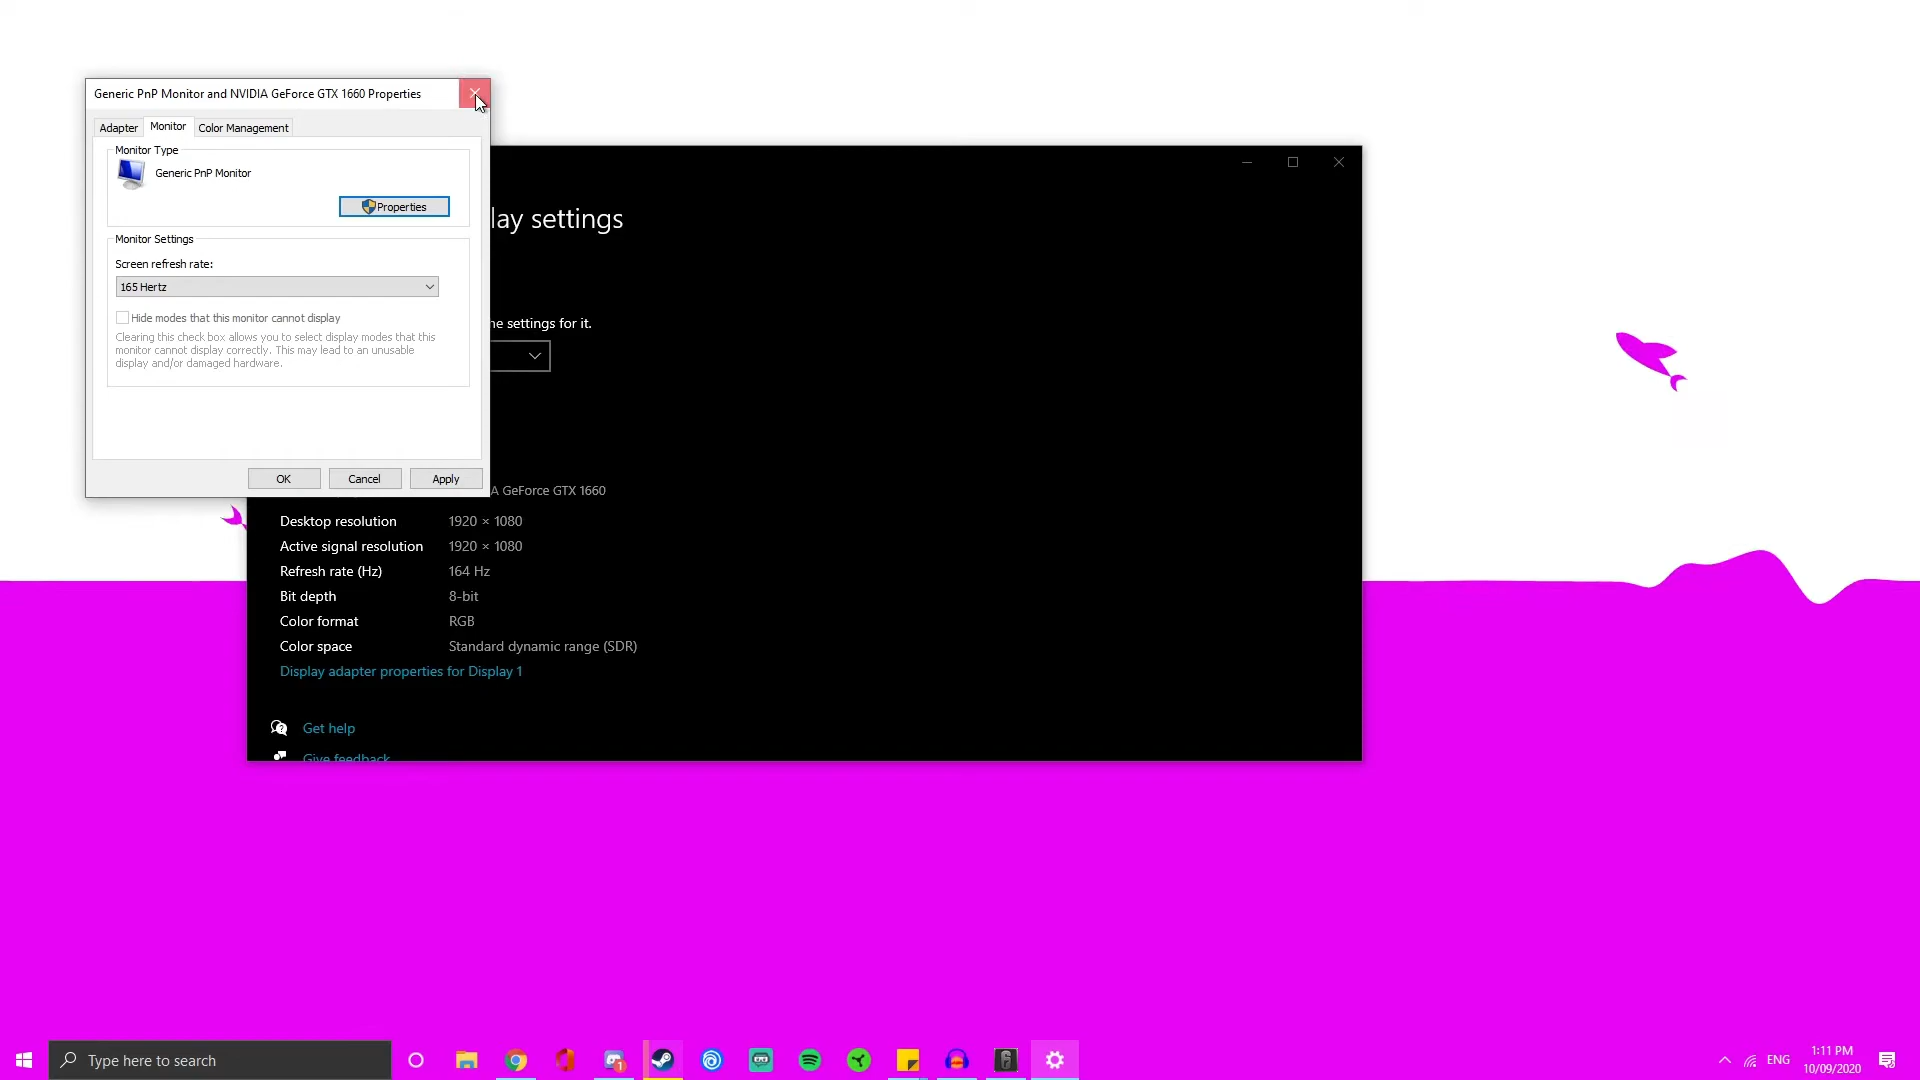 Generic PnP Monitor and NVIDIA GeForce GTX 1660 Properties
Adapter
Monitor
Color Management
Monitor Type
Generic PnP Monitor
Properties
Monitor Settings
Screen refresh rate:
165 Hertz
Hide modes that this monitor cannot display
Clearing this check box allows you to select display modes that this
monitor cannot display correctly. This may lead to an unusable
display and/or damaged hardware.
OK
Cancel
Apply
lay settings
he settings for it.
A GeForce GTX 1660
Desktop resolution 1920 × 1080
Active signal resolution 1920 × 1080
Refresh rate (Hz) 164 Hz
Bit depth 8-bit
Color format RGB
Color space Standard dynamic range (SDR)
Display adapter properties for Display 1
Get help
Give feedback
Type here to search
1
ENG
1:11 PM
10/09/2020